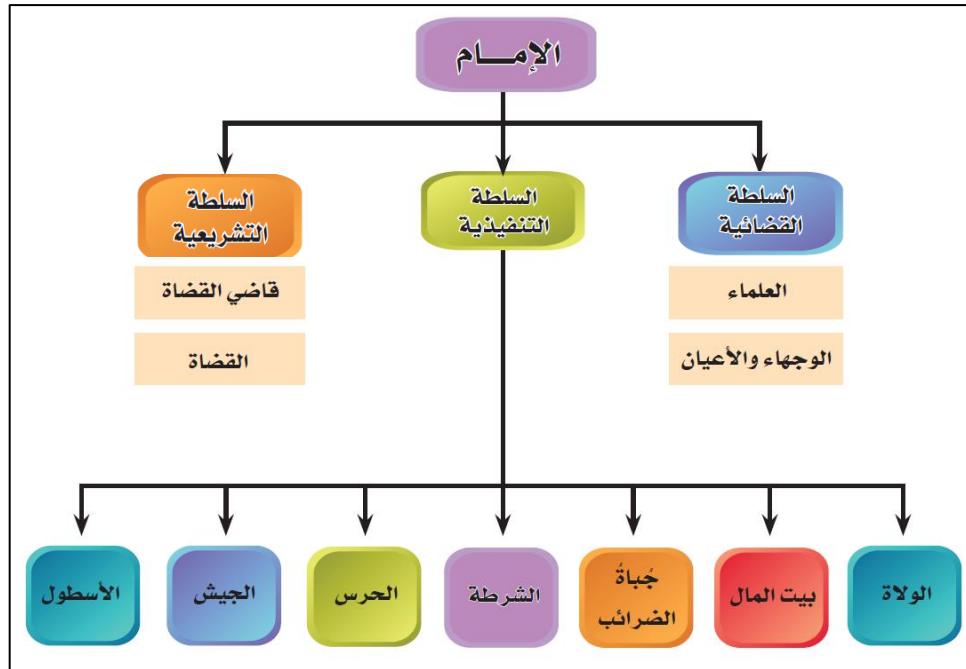 الإمـــام
السلطة
القضائية
السلطة
التنفيذية
السلطة
التشريعية
العلماء
قاضي القضاة
الوجهاء والأعيان
القضاة
الولاة
بيت المال
جُباةُ
الضرائب
الشرطة
الحرس
الجيش
الأسطول